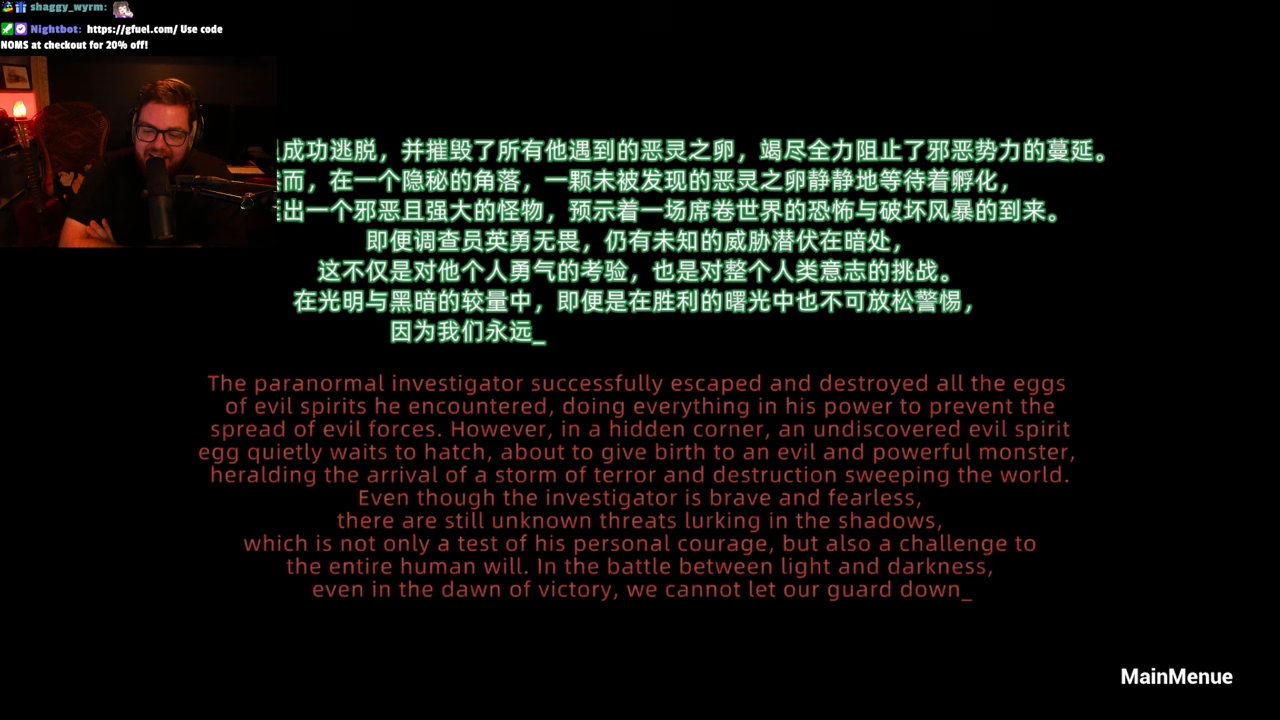 shaggy_wyrm:
Nightbot: https://gfuel.com/ Use code
NOMS at checkout for 20% off!
成功逃脱，并摧毁了所有他遇到的恶灵之卵，竭尽全力阻止了邪恶势力的蔓延。
而，在一个隐秘的角落，一颗未被发现的恶灵之卵静静地等待着孵化，
出一个邪恶且强大的怪物，预示着一场席卷世界的恐怖与破坏风暴的到来。
即便调查员英勇无畏，仍有未知的威胁潜伏在暗处，
这不仅是对他个人勇气的考验，也是对整个人类意志的挑战。
在光明与黑暗的较量中，即便是在胜利的曙光中也不可放松警惕，
因为我们永远_
The paranormal investigator successfully escaped and destroyed all the eggs
of evil spirits he encountered, doing everything in his power to prevent the
spread of evil forces. However, in a hidden corner, an undiscovered evil spirit
egg quietly waits to hatch, about to give birth to an evil and powerful monster,
heralding the arrival of a storm of terror and destruction sweeping the world.
Even though the investigator is brave and fearless,
there are still unknown threats lurking in the shadows,
which is not only a test of his personal courage, but also a challenge to
the entire human will. In the battle between light and darkness,
even in the dawn of victory, we cannot let our guard down_
MainMenue